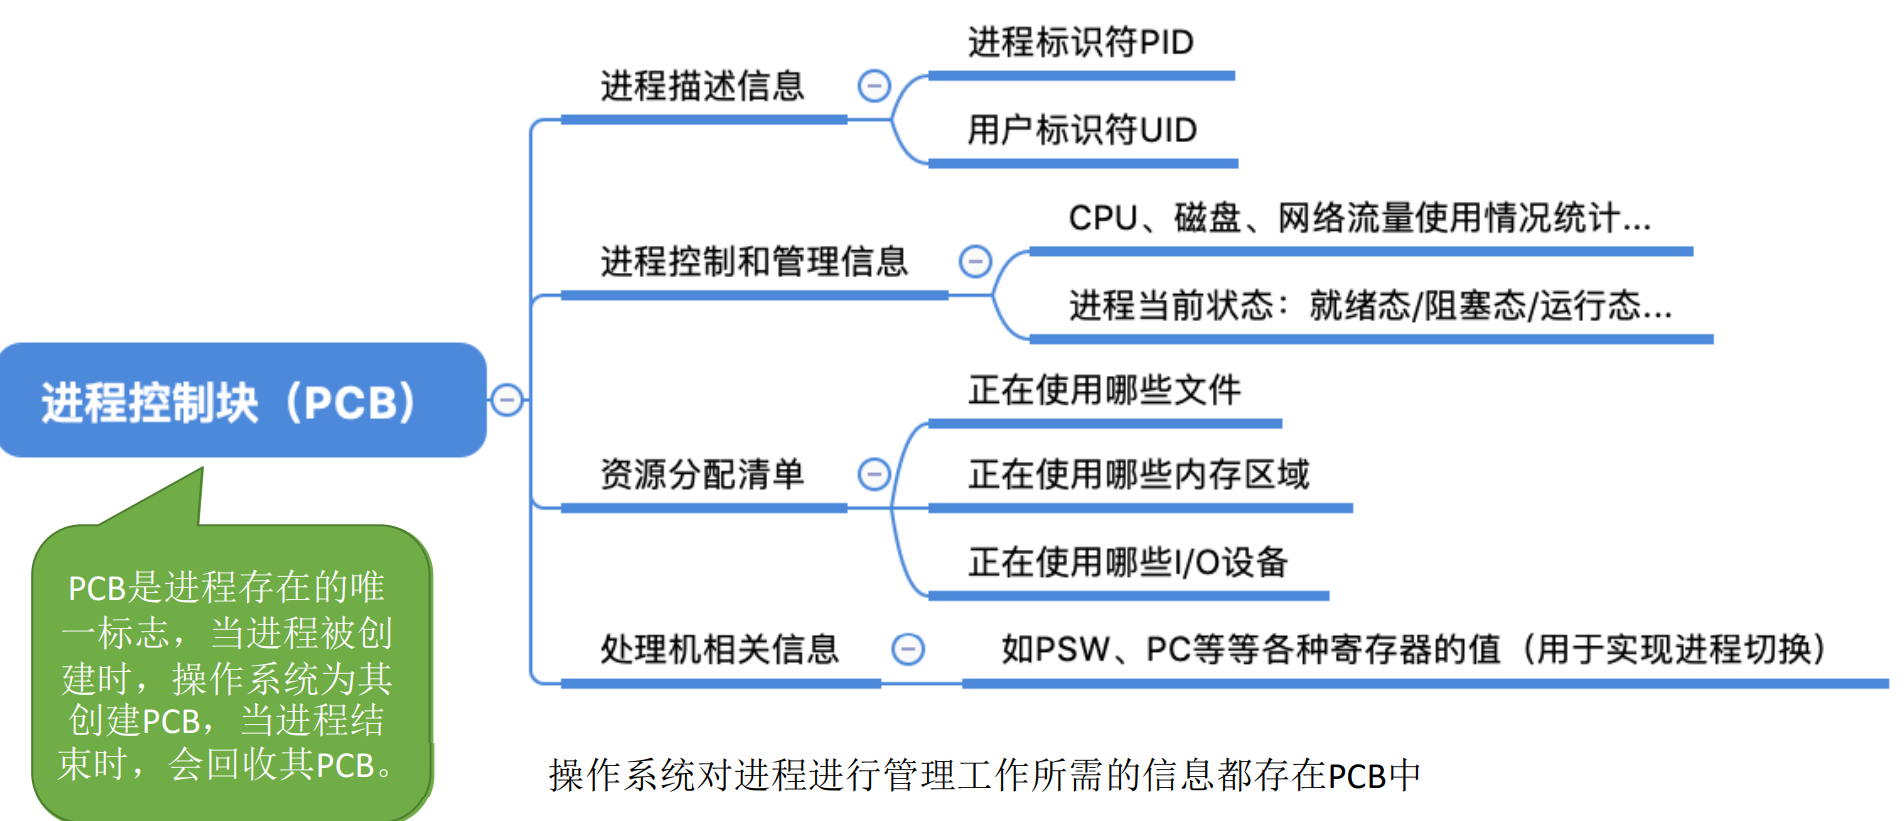 进程标识符PID
进程描述信息
用户标识符UID
CPU、磁盘、网络流量使用情况统计...
进程控制和管理信息
进程当前状态：就绪态/阻塞态/运行态...
进程控制块（PCB）
正在使用哪些文件
资源分配清单
正在使用哪些内存区域
正在使用哪些I/O设备
处理机相关信息
如PSW、PC等等各种寄存器的值（用于实现进程切换）
PCB是进程存在的唯
一标志，当进程被创
建时，操作系统为其
创建PCB，当进程结
束时，会回收其PCB。
操作系统对进程进行管理工作所需的信息都存在PCB中